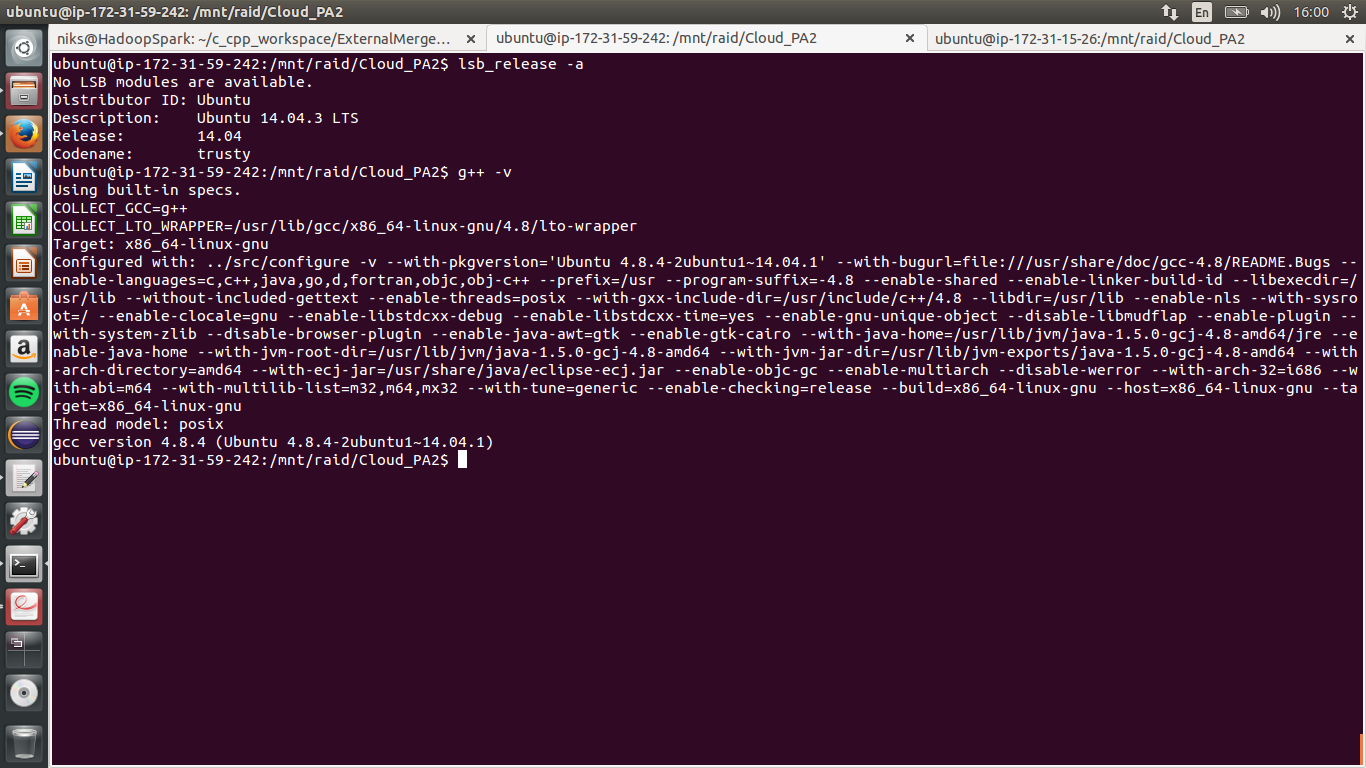 ubuntu@ip-172-31-59-242: /mnt/raid/Cloud_PA2
En
16:00
niks@HadoopSpark: ~/c_cpp_workspace/ExternalMerge... ×
ubuntu@ip-172-31-59-242: /mnt/raid/Cloud_PA2 ×
ubuntu@ip-172-31-15-26:/mnt/raid/Cloud_PA2 ×
ubuntu@ip-172-31-59-242:/mnt/raid/Cloud_PA2$ lsb_release -a
No LSB modules are available.
Distributor ID: Ubuntu
Description:    Ubuntu 14.04.3 LTS
Release:        14.04
Codename:       trusty
ubuntu@ip-172-31-59-242:/mnt/raid/Cloud_PA2$ g++ -v
Using built-in specs.
COLLECT_GCC=g++
COLLECT_LTO_WRAPPER=/usr/lib/gcc/x86_64-linux-gnu/4.8/lto-wrapper
Target: x86_64-linux-gnu
Configured with: ../src/configure -v --with-pkgversion='Ubuntu 4.8.4-2ubuntu1~14.04.1' --with-bugurl=file:///usr/share/doc/gcc-4.8/README.Bugs --
enable-languages=c,c++,java,go,d,fortran,objc,obj-c++ --prefix=/usr --program-suffix=-4.8 --enable-shared --enable-linker-build-id --libexecdir=/
usr/lib --without-included-gettext --enable-threads=posix --with-gxx-include-dir=/usr/include/c++/4.8 --libdir=/usr/lib --enable-nls --with-sysro
ot=/ --enable-clocale=gnu --enable-libstdcxx-debug --enable-libstdcxx-time=yes --enable-gnu-unique-object --disable-libmudflap --enable-plugin --
with-system-zlib --disable-browser-plugin --enable-java-awt=gtk --enable-gtk-cairo --with-java-home=/usr/lib/jvm/java-1.5.0-gcj-4.8-amd64/jre --e
nable-java-home --with-jvm-root-dir=/usr/lib/jvm/java-1.5.0-gcj-4.8-amd64 --with-jvm-jar-dir=/usr/lib/jvm-exports/java-1.5.0-gcj-4.8-amd64 --with
-arch-directory=amd64 --with-ecj-jar=/usr/share/java/eclipse-ecj.jar --enable-objc-gc --enable-multiarch --disable-werror --with-arch-32=i686 --w
ith-abi=m64 --with-multilib-list=m32,m64,mx32 --with-tune=generic --enable-checking=release --build=x86_64-linux-gnu --host=x86_64-linux-gnu --ta
rget=x86_64-linux-gnu
Thread model: posix
gcc version 4.8.4 (Ubuntu 4.8.4-2ubuntu1~14.04.1)
ubuntu@ip-172-31-59-242:/mnt/raid/Cloud_PA2$